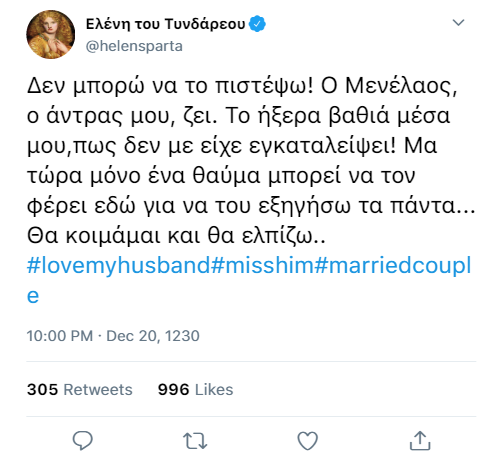 Ελένη του Τυνδάρεου
@helensparta
Δεν μπορώ να το πιστέψω! Ο Μενέλαος,
ο άντρας μου, ζει. Το ήξερα βαθιά μέσα
μου,πως δεν με είχε εγκαταλείψει! Μα
τώρα μόνο ένα θαύμα μπορεί να τον
φέρει εδώ για να του εξηγήσω τα πάντα...
Θα κοιμάμαι και θα ελπίζω..
#lovemyhusband#misshim#marriedcoupl
e
10:00 PM · Dec 20, 1230
305 Retweets 996 Likes